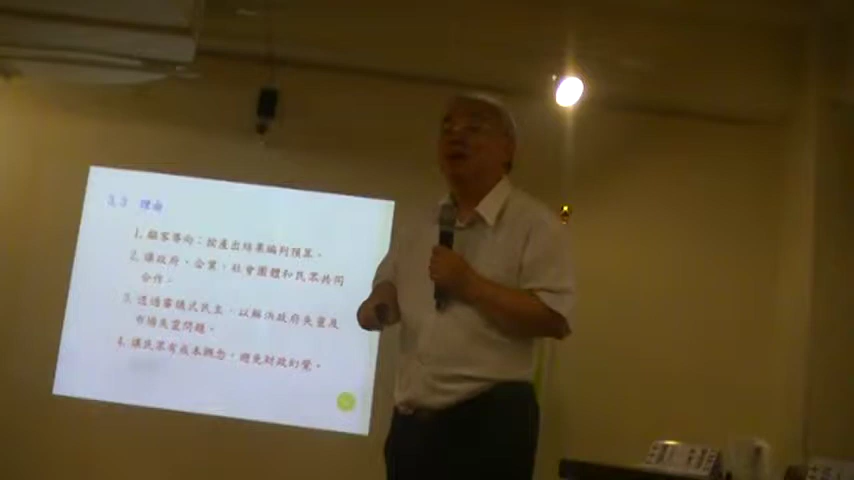 3.3 理論
1. 顧客導向：按產出結果編列預算。
2. 讓政府、企業、社會團體和民眾共同
合作。
3. 透過審議式民主，以解決政府失靈及
市場失靈問題。
4. 讓民眾有成本概念，避免財政幻覺。